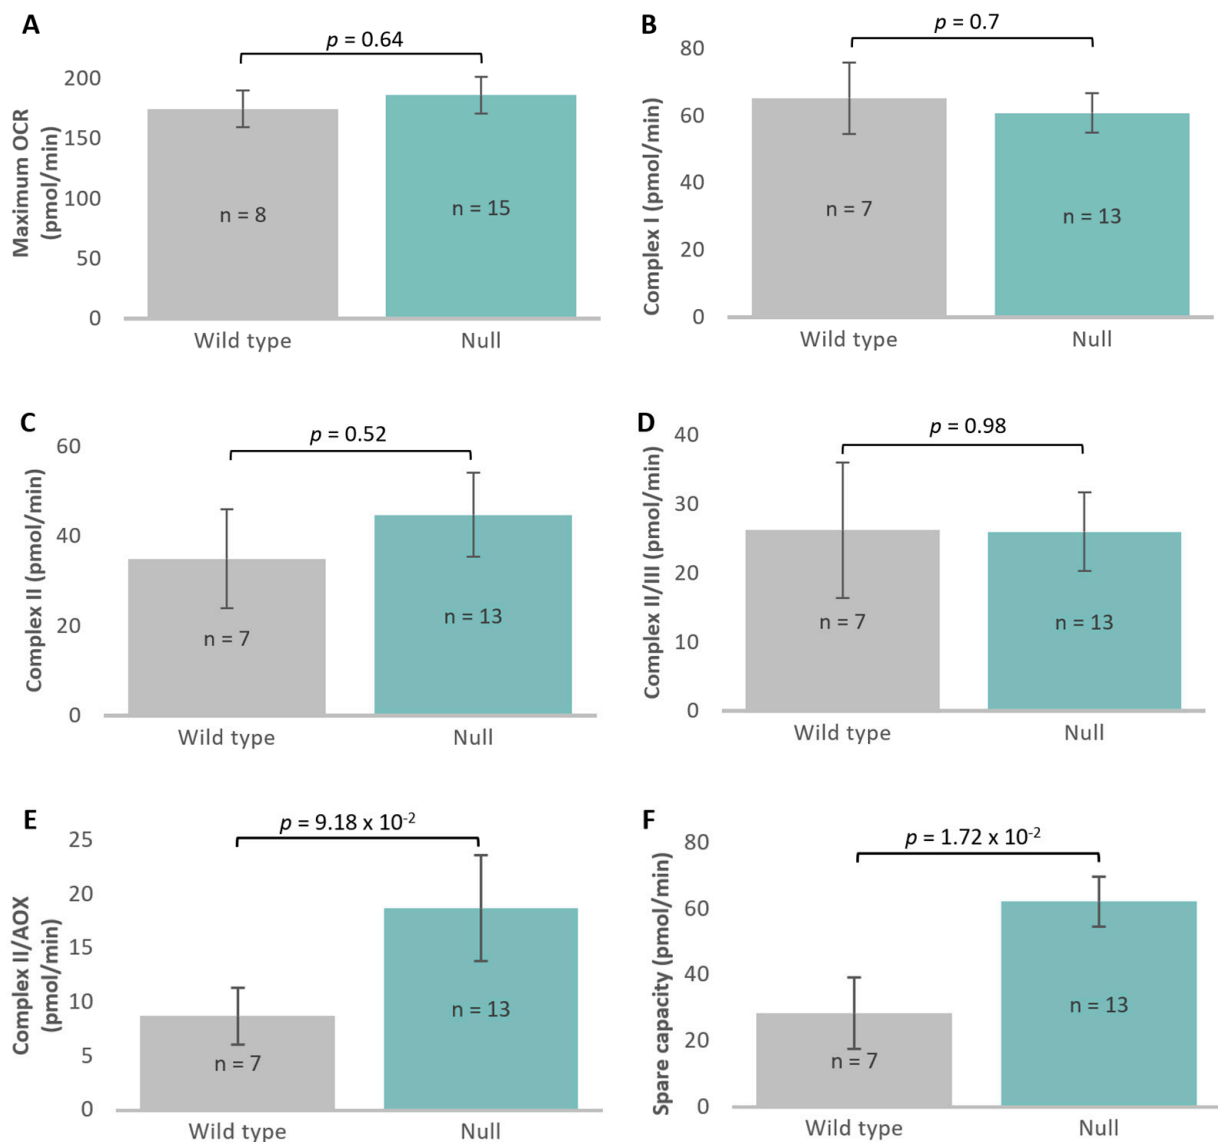 A
p = 0.64
Maximum OCR
(pmol/min)
200
150
100
50
0
n = 8
n = 15
Wild type
Null
B
p = 0.7
Complex I (pmol/min)
80
60
40
20
0
n = 7
n = 13
Wild type
Null
C
p = 0.52
Complex II (pmol/min)
60
40
20
0
n = 7
n = 13
Wild type
Null
D
p = 0.98
Complex II/III (pmol/min)
40
30
20
10
0
n = 7
n = 13
Wild type
Null
E
p = 9.18 x 10⁻²
Complex II/AOX
(pmol/min)
25
20
15
10
5
0
n = 7
n = 13
Wild type
Null
F
p = 1.72 x 10⁻²
Spare capacity (pmol/min)
80
60
40
20
0
n = 7
n = 13
Wild type
Null